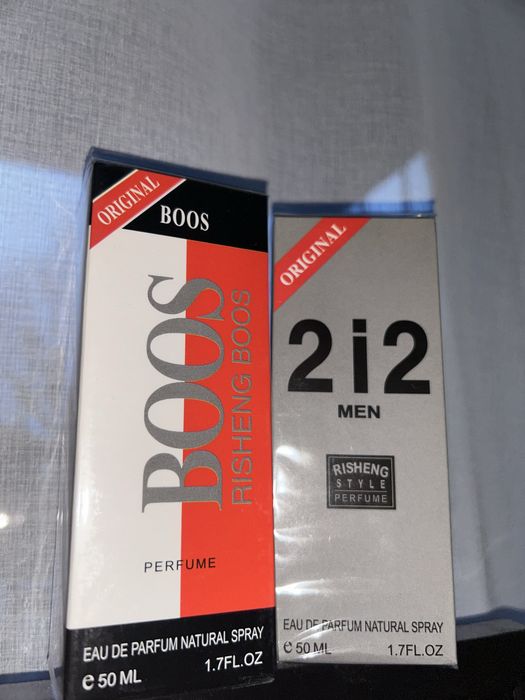 ORIGINAL
BOOS
BOOS
RISHENG BOOS
PERFUME
EAU DE PARFUM NATURAL SPRAY
e 50 ML 1.7FL.OZ
ORIGINAL
2i2
MEN
RISHENG
STYLE
PERFUME
EAU DE PARFUM NATURAL SPRAY
e 50 ML 1.7FL.OZ